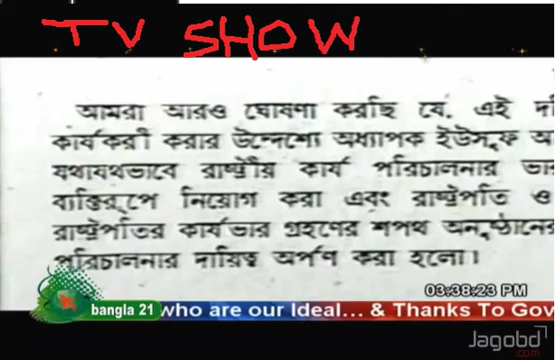 TV SHOW
আমরা আরও ঘোষণা করছি যে, এই
কার্যকরী করার উদ্দেশ্যে অধ্যাপক ইউসুফ
যথাযথভাবে রাষ্ট্রীয় কার্য পরিচালনার
ব্যক্তিরূপে নিয়োগ করা এবং রাষ্ট্রপতি ও
রাষ্ট্রপতির কার্যভার গ্রহণের শপথ অনুষ্ঠানের
পরিচালনার দায়িত্ব অর্পণ করা হলো।
03:38:23 PM
bangla 21 who are our Ideal... & Thanks To Gov
Jagobd
.com